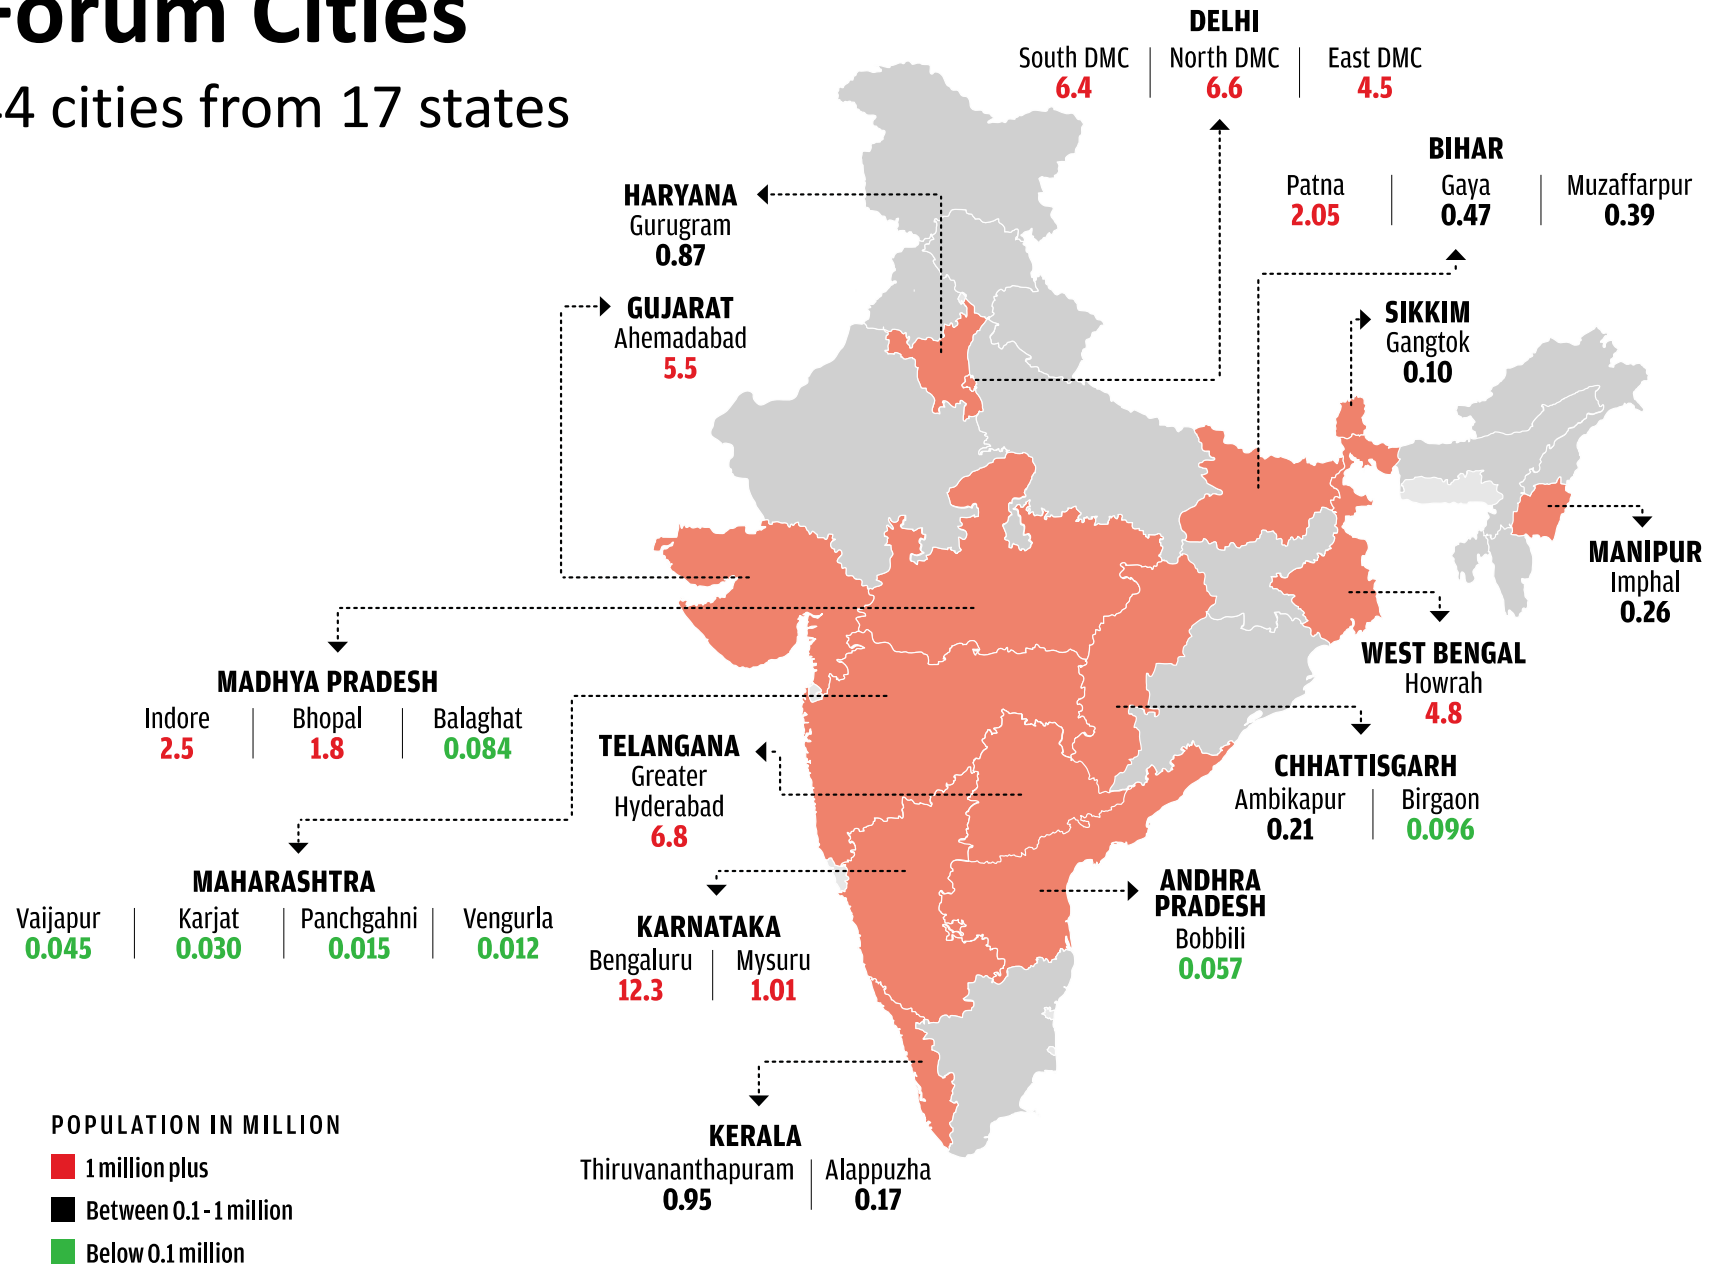 Forum Cities
4 cities from 17 states
DELHI
South DMC North DMC East DMC
6.4 6.6 4.5
BIHAR
Patna Gaya Muzaffarpur
2.05 0.47 0.39
HARYANA
Gurugram
0.87
GUJARAT
Ahemadabad
5.5
SIKKIM
Gangtok
0.10
MANIPUR
Imphal
0.26
WEST BENGAL
Howrah
4.8
MADHYA PRADESH
Indore Bhopal Balaghat
2.5 1.8 0.084
TELANGANA
Greater
Hyderabad
6.8
CHHATTISGARH
Ambikapur Birgaon
0.21 0.096
MAHARASHTRA
Vaijapur Karjat Panchgahni Vengurla
0.045 0.030 0.015 0.012
KARNATAKA
Bengaluru Mysuru
12.3 1.01
ANDHRA
PRADESH
Bobbili
0.057
KERALA
Thiruvananthapuram Alappuzha
0.95 0.17
POPULATION IN MILLION
1 million plus
Between 0.1 - 1 million
Below 0.1 million